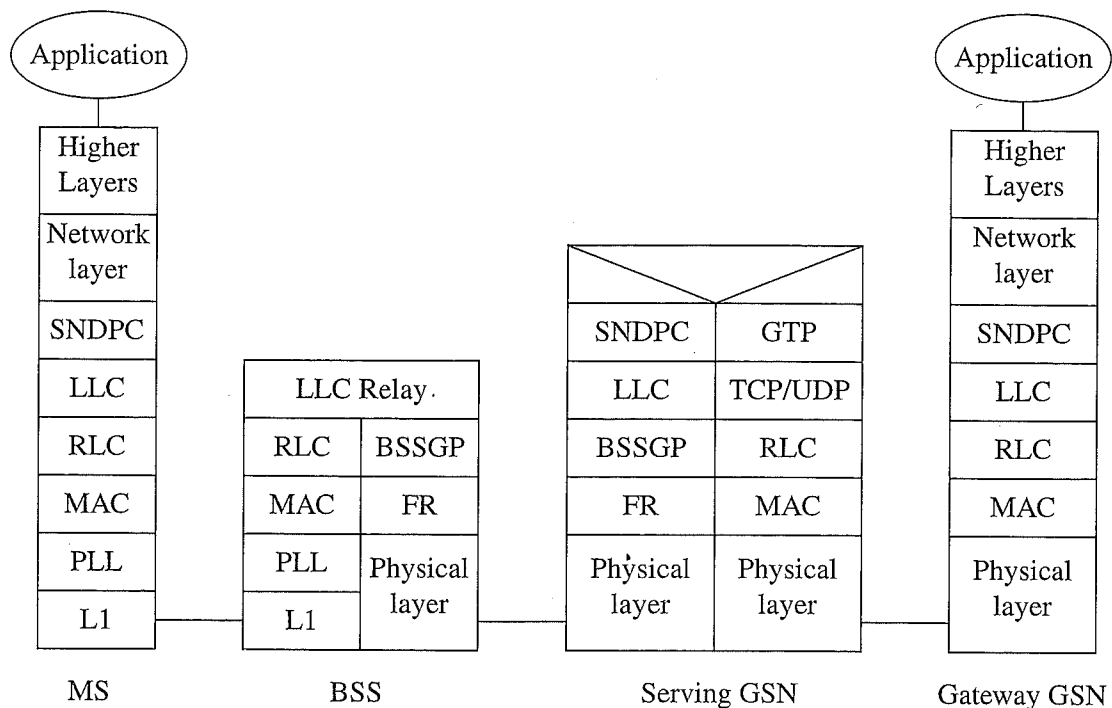 Application
Higher
Layers
Network
layer
SNDPC
LLC
RLC
MAC
PLL
L1
MS
LLC Relay
RLC
MAC
PLL
L1
BSSGP
FR
Physical
layer
BSS
SNDPC
LLC
BSSGP
FR
Physical
layer
GTP
TCP/UDP
RLC
MAC
Physical
layer
Serving GSN
Application
Higher
Layers
Network
layer
SNDPC
LLC
RLC
MAC
Physical
layer
Gateway GSN